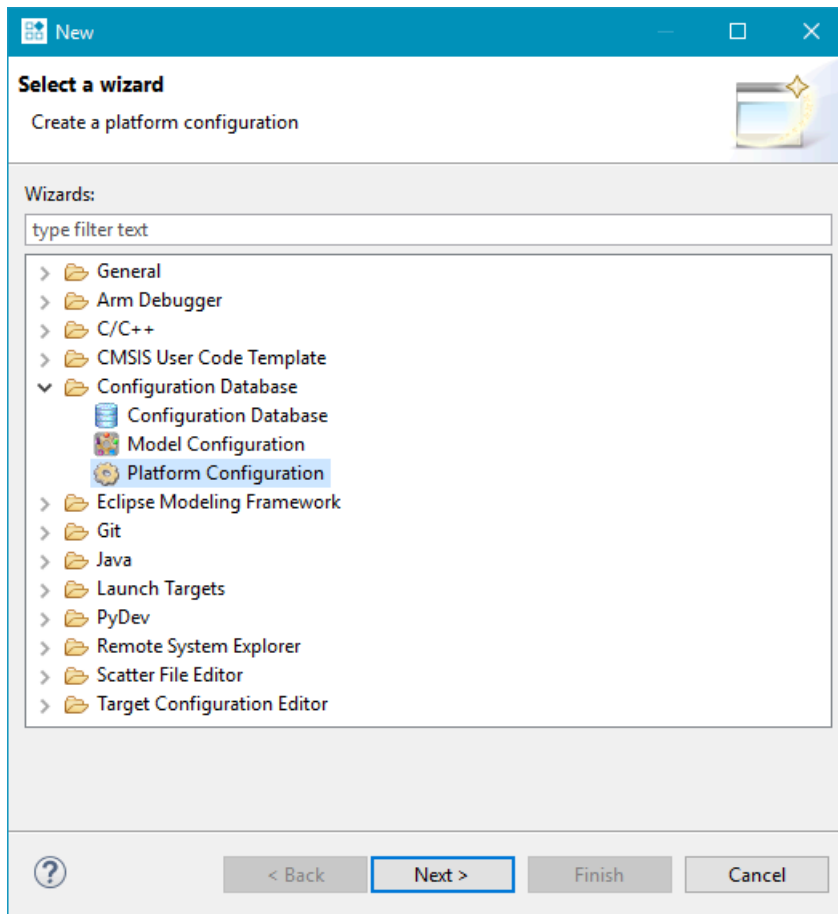 New
Select a wizard
Create a platform configuration
Wizards:
type filter text
General
Arm Debugger
C/C++
CMSIS User Code Template
Configuration Database
Configuration Database
Model Configuration
Platform Configuration
Eclipse Modeling Framework
Git
Java
Launch Targets
PyDev
Remote System Explorer
Scatter File Editor
Target Configuration Editor
? < Back Next > Finish Cancel